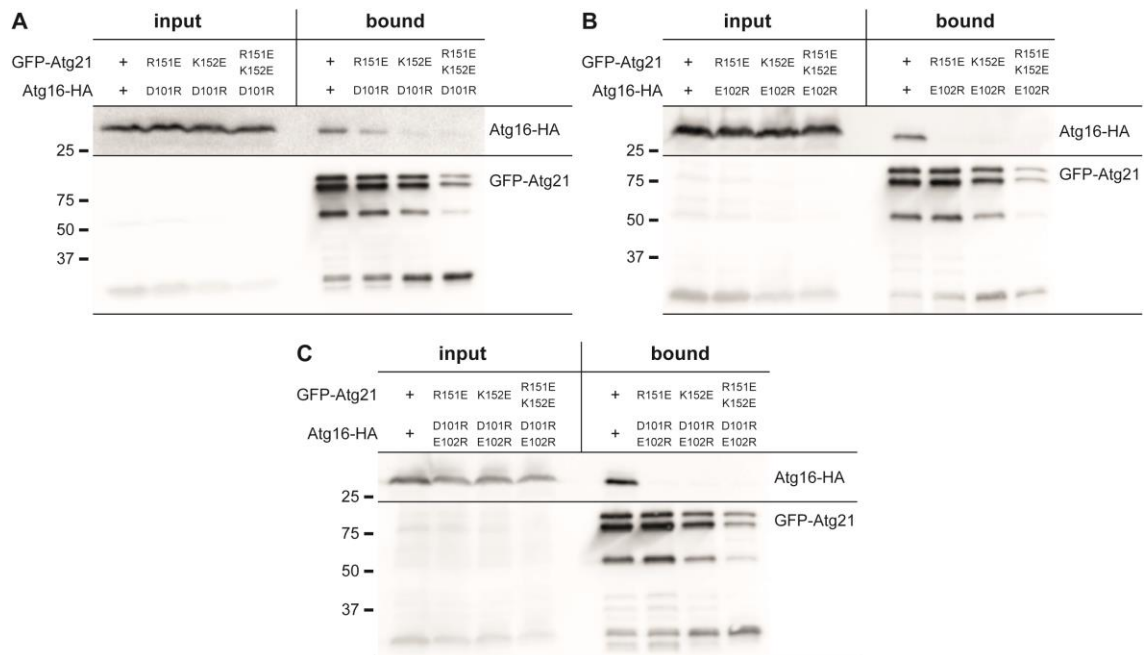 A input bound
GFP-Atg21 + R151E K152E R151E K152E + R151E K152E R151E K152E
Atg16-HA + D101R D101R D101R + D101R D101R D101R
Atg16-HA
25
GFP-Atg21
75
50
37
B input bound
GFP-Atg21 + R151E K152E R151E K152E + R151E K152E R151E K152E
Atg16-HA + E102R E102R E102R + E102R E102R E102R
Atg16-HA
25
GFP-Atg21
75
50
37
C input bound
GFP-Atg21 + R151E K152E R151E K152E + R151E K152E R151E K152E
Atg16-HA + D101R E102R D101R E102R D101R E102R + D101R E102R D101R E102R D101R E102R
Atg16-HA
25
GFP-Atg21
75
50
37